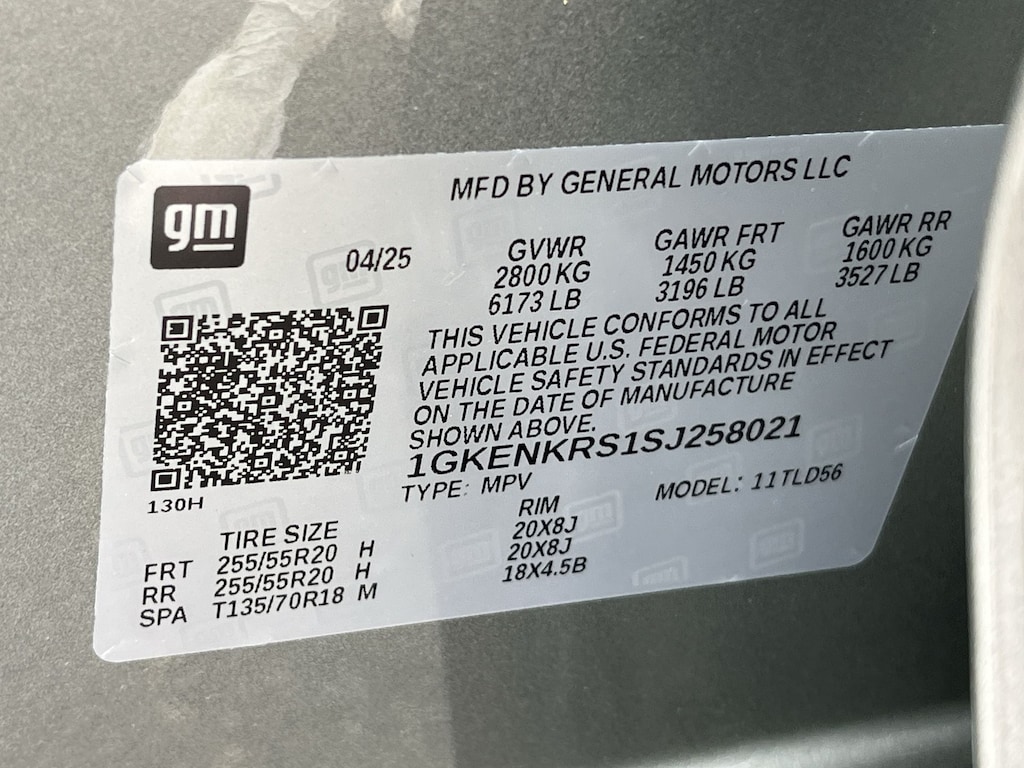 gm
MFD BY GENERAL MOTORS LLC
04/25
GVWR GAWR FRT GAWR RR
2800 KG 1450 KG 1600 KG
6173 LB 3196 LB 3527 LB
THIS VEHICLE CONFORMS TO ALL
APPLICABLE U.S. FEDERAL MOTOR
VEHICLE SAFETY STANDARDS IN EFFECT
ON THE DATE OF MANUFACTURE
SHOWN ABOVE.
1GKENKRS1SJ258021
TYPE: MPV MODEL: 11TLD56
130H
TIRE SIZE RIM
FRT 255/55R20 H 20X8J
RR 255/55R20 H 20X8J
SPA T135/70R18 M 18X4.5B